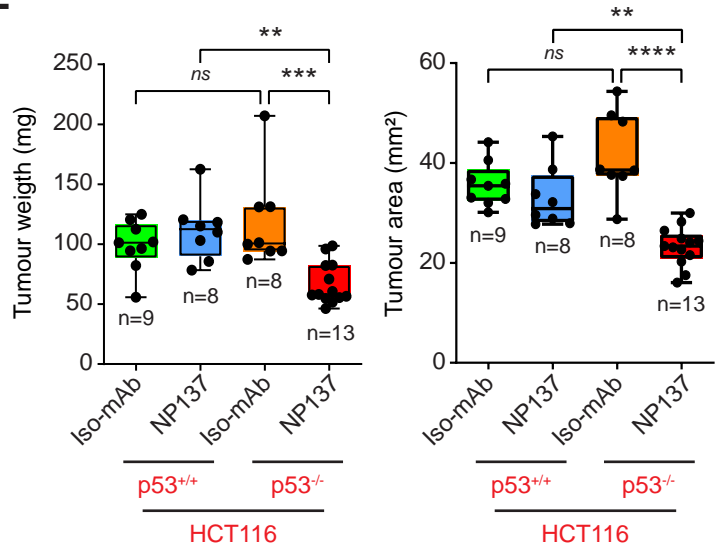 **
ns
***
250
200
150
100
50
0
Tumour weigth (mg)
n=9
n=8
n=8
n=13
Iso-mAb
NP137
Iso-mAb
NP137
p53+/+
p53-/-
HCT116
**
ns
****
60
40
20
0
Tumour area (mm²)
n=9
n=8
n=8
n=13
Iso-mAb
NP137
Iso-mAb
NP137
p53+/+
p53-/-
HCT116